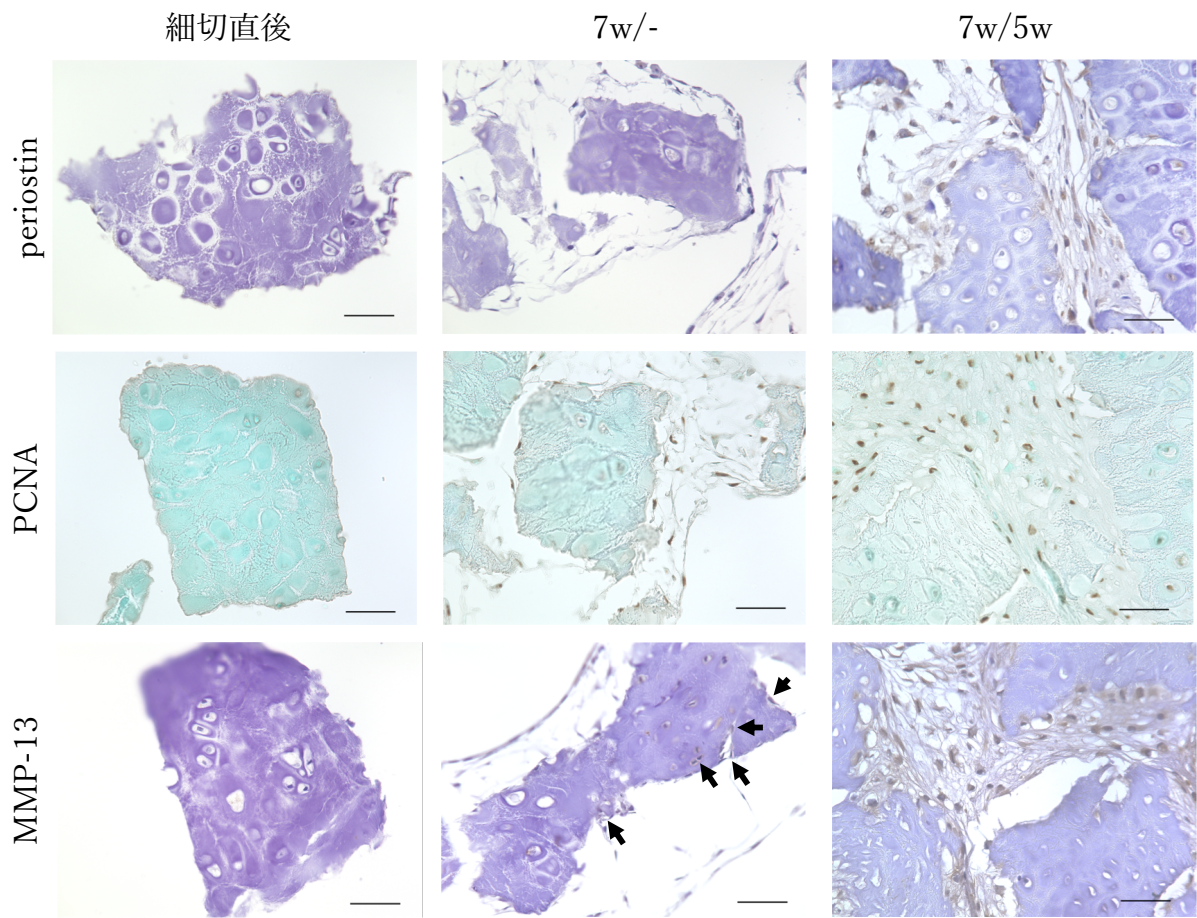 細切直後
7w/-
7w/5w
periostin
PCNA
MMP-13